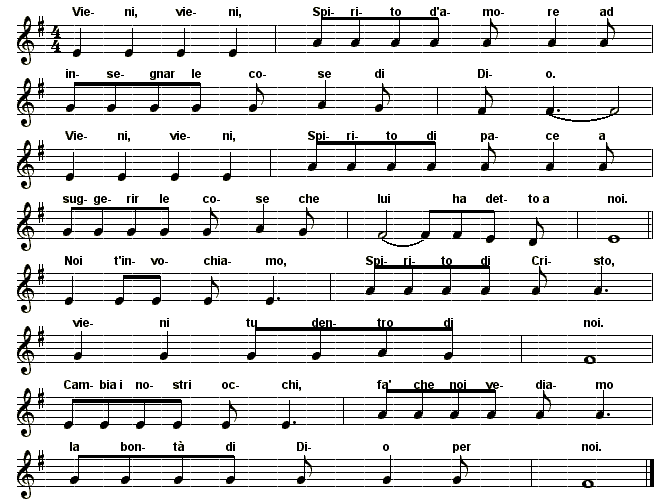 Vie- ni, vie- ni, Spi- ri- to d'a- mo- re ad
in- se- gnar le co- se di Di- o.
Vie- ni, vie- ni, Spi- ri- to di pa- ce a
sug- ge- rir le co- se che lui ha det- to a noi.
Noi t'in- vo- chia- mo, Spi- ri- to di Cri- sto,
vie- ni tu den- tro di noi.
Cam- bia i no- stri oc- chi, fa' che noi ve- dia- mo
la bon- tà di Di- o per noi.